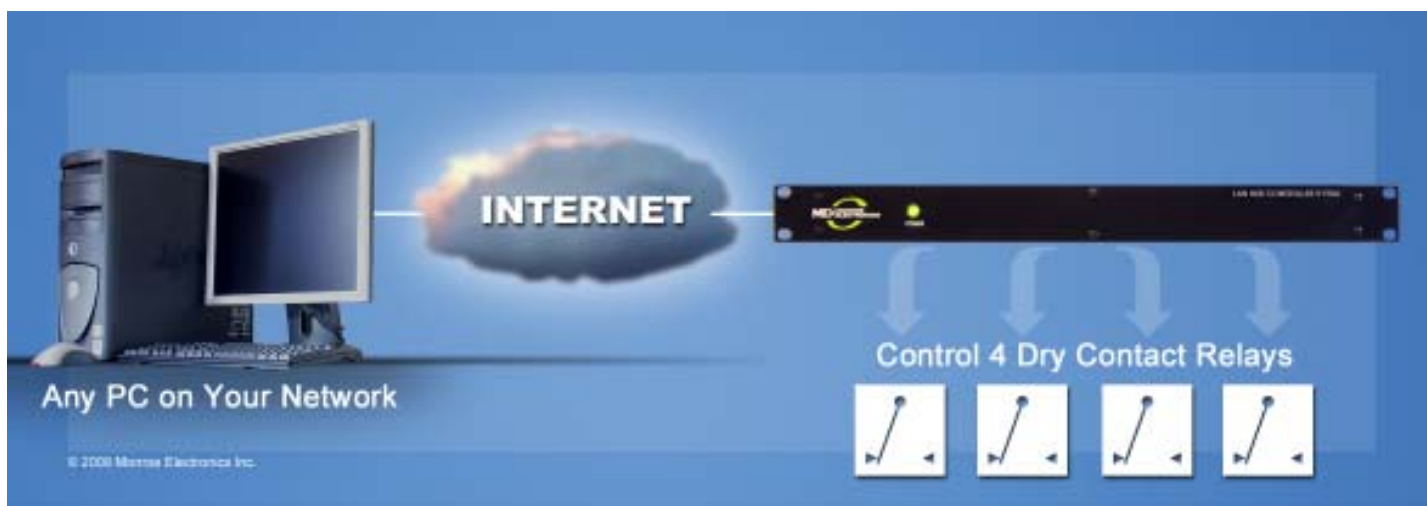 INTERNET
Control 4 Dry Contact Relays
Any PC on Your Network
© 2008 Monroe Electronics Inc.